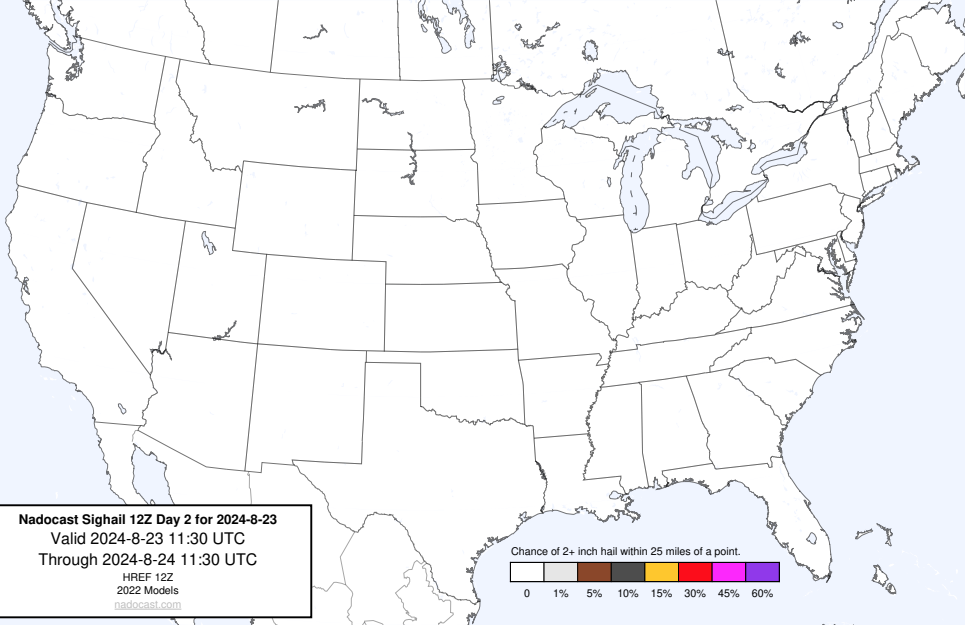 Nadocast Sighail 12Z Day 2 for 2024-8-23
Valid 2024-8-23 11:30 UTC
Through 2024-8-24 11:30 UTC
HREF 12Z
2022 Models
nadocast.com
Chance of 2+ inch hail within 25 miles of a point.
0 1% 5% 10% 15% 30% 45% 60%